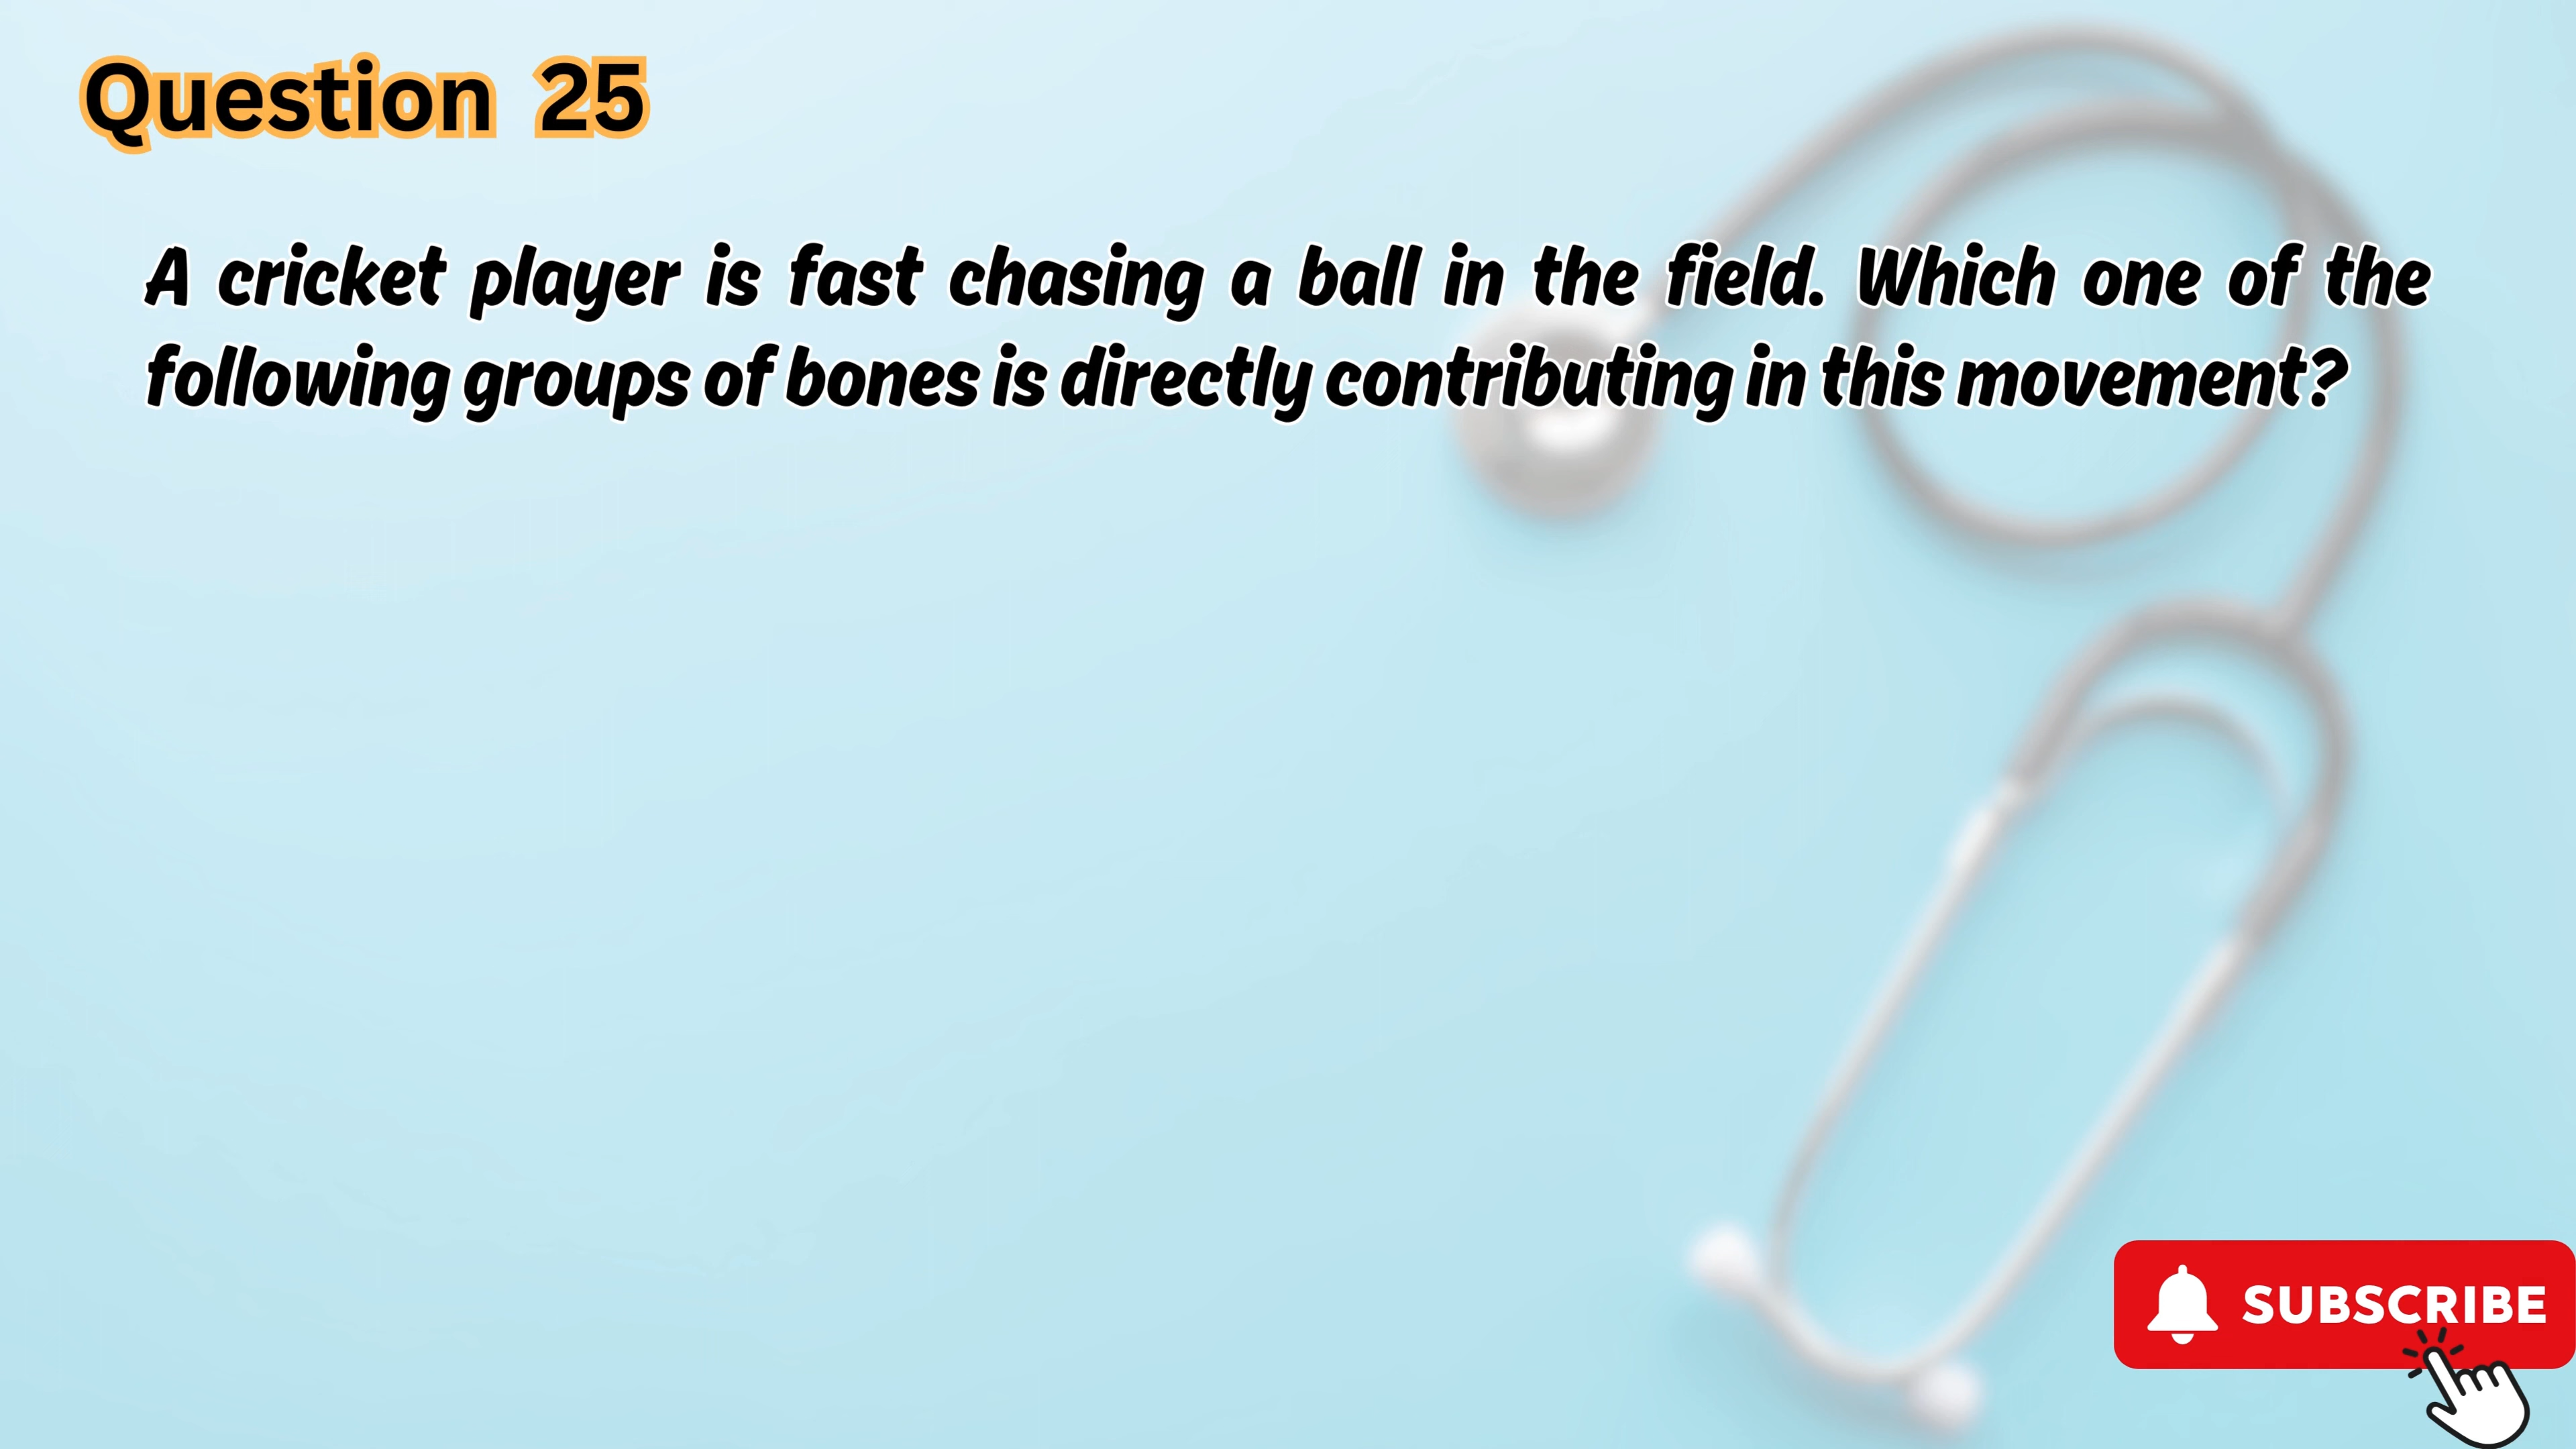 Question 25
A cricket player is fast chasing a ball in the field. Which one of the
following groups of bones is directly contributing in this movement?
SUBSCRIBE